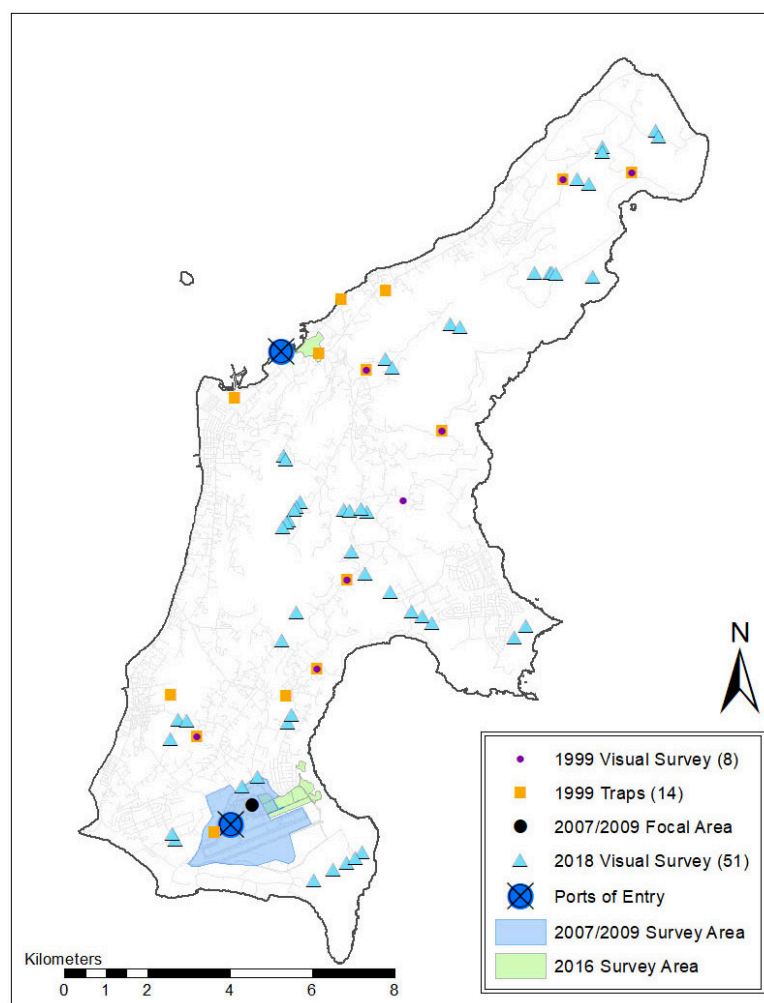 N
1999 Visual Survey (8)
1999 Traps (14)
2007/2009 Focal Area
2018 Visual Survey (51)
Ports of Entry
2007/2009 Survey Area
2016 Survey Area
Kilometers
0 1 2 4 6 8